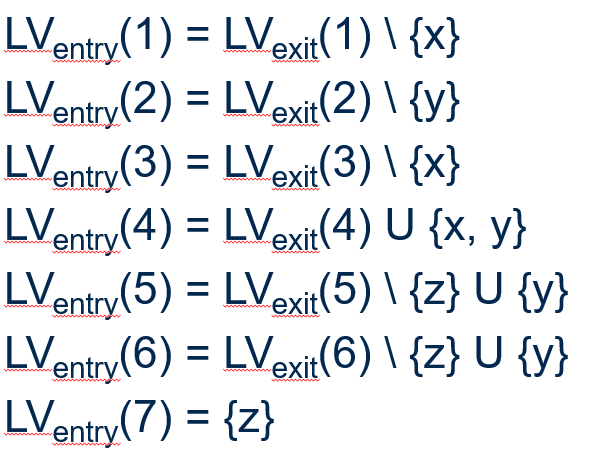 LVentry(1) = LVexit(1) \ {x}
LVentry(2) = LVexit(2) \ {y}
LVentry(3) = LVexit(3) \ {x}
LVentry(4) = LVexit(4) U {x, y}
LVentry(5) = LVexit(5) \ {z} U {y}
LVentry(6) = LVexit(6) \ {z} U {y}
LVentry(7) = {z}